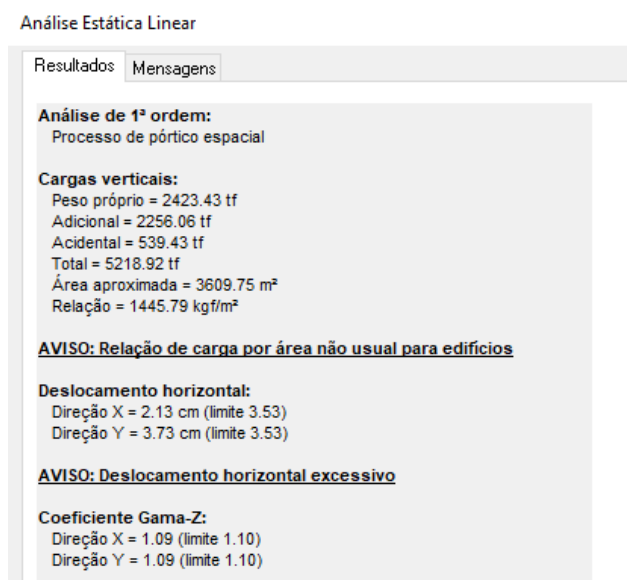 Análise Estática Linear
Resultados Mensagens
Análise de 1ª ordem:
Processo de pórtico espacial
Cargas verticais:
Peso próprio = 2423.43 tf
Adicional = 2256.06 tf
Acidental = 539.43 tf
Total = 5218.92 tf
Área aproximada = 3609.75 m²
Relação = 1445.79 kgf/m²
AVISO: Relação de carga por área não usual para edifícios
Deslocamento horizontal:
Direção X = 2.13 cm (limite 3.53)
Direção Y = 3.73 cm (limite 3.53)
AVISO: Deslocamento horizontal excessivo
Coeficiente Gama-Z:
Direção X = 1.09 (limite 1.10)
Direção Y = 1.09 (limite 1.10)